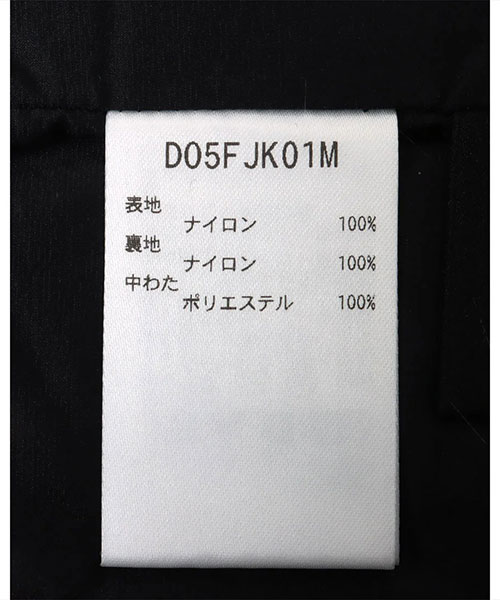 D05FJK01M
表地
ナイロン 100%
裏地
ナイロン 100%
中わた
ポリエステル 100%